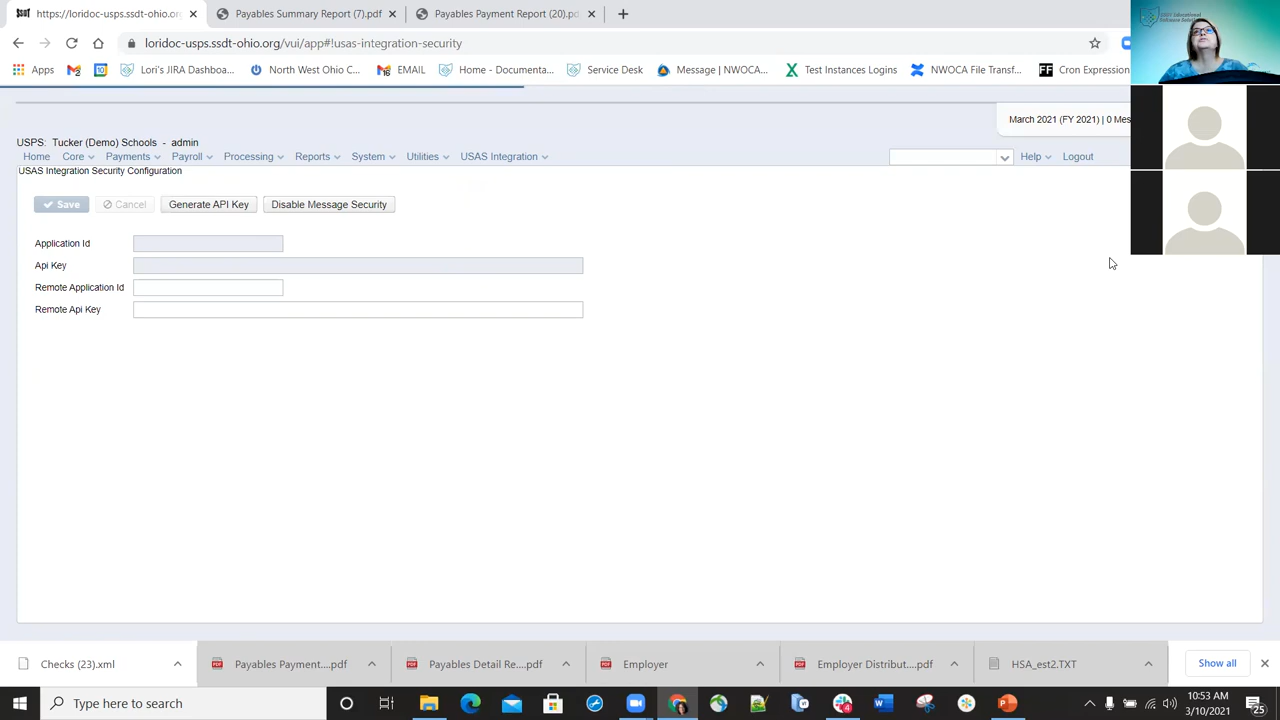 https://loridoc-usps.ssdt-ohio.org/
Payables Summary Report (7).pdf
Payables Payment Report (20).pd
loridoc-usps.ssdt-ohio.org/vui/app#!usas-integration-security
Apps
Lori's JIRA Dashboa...
North West Ohio C...
EMAIL
Home - Documenta...
Service Desk
Message | NWOCA...
Test Instances Logins
NWOCA File Transf...
Cron Expression
March 2021 (FY 2021) | 0 Mes
USPS: Tucker (Demo) Schools - admin
Home Core Payments Payroll Processing Reports System Utilities USAS Integration Help Logout
USAS Integration Security Configuration
Save Cancel Generate API Key Disable Message Security
Application Id
Api Key
Remote Application Id
Remote Api Key
Checks (23).xml
Payables Payment....pdf
Payables Detail Re....pdf
Employer
Employer Distribut....pdf
HSA_est2.TXT
Show all
Type here to search
10:53 AM
3/10/2021
25